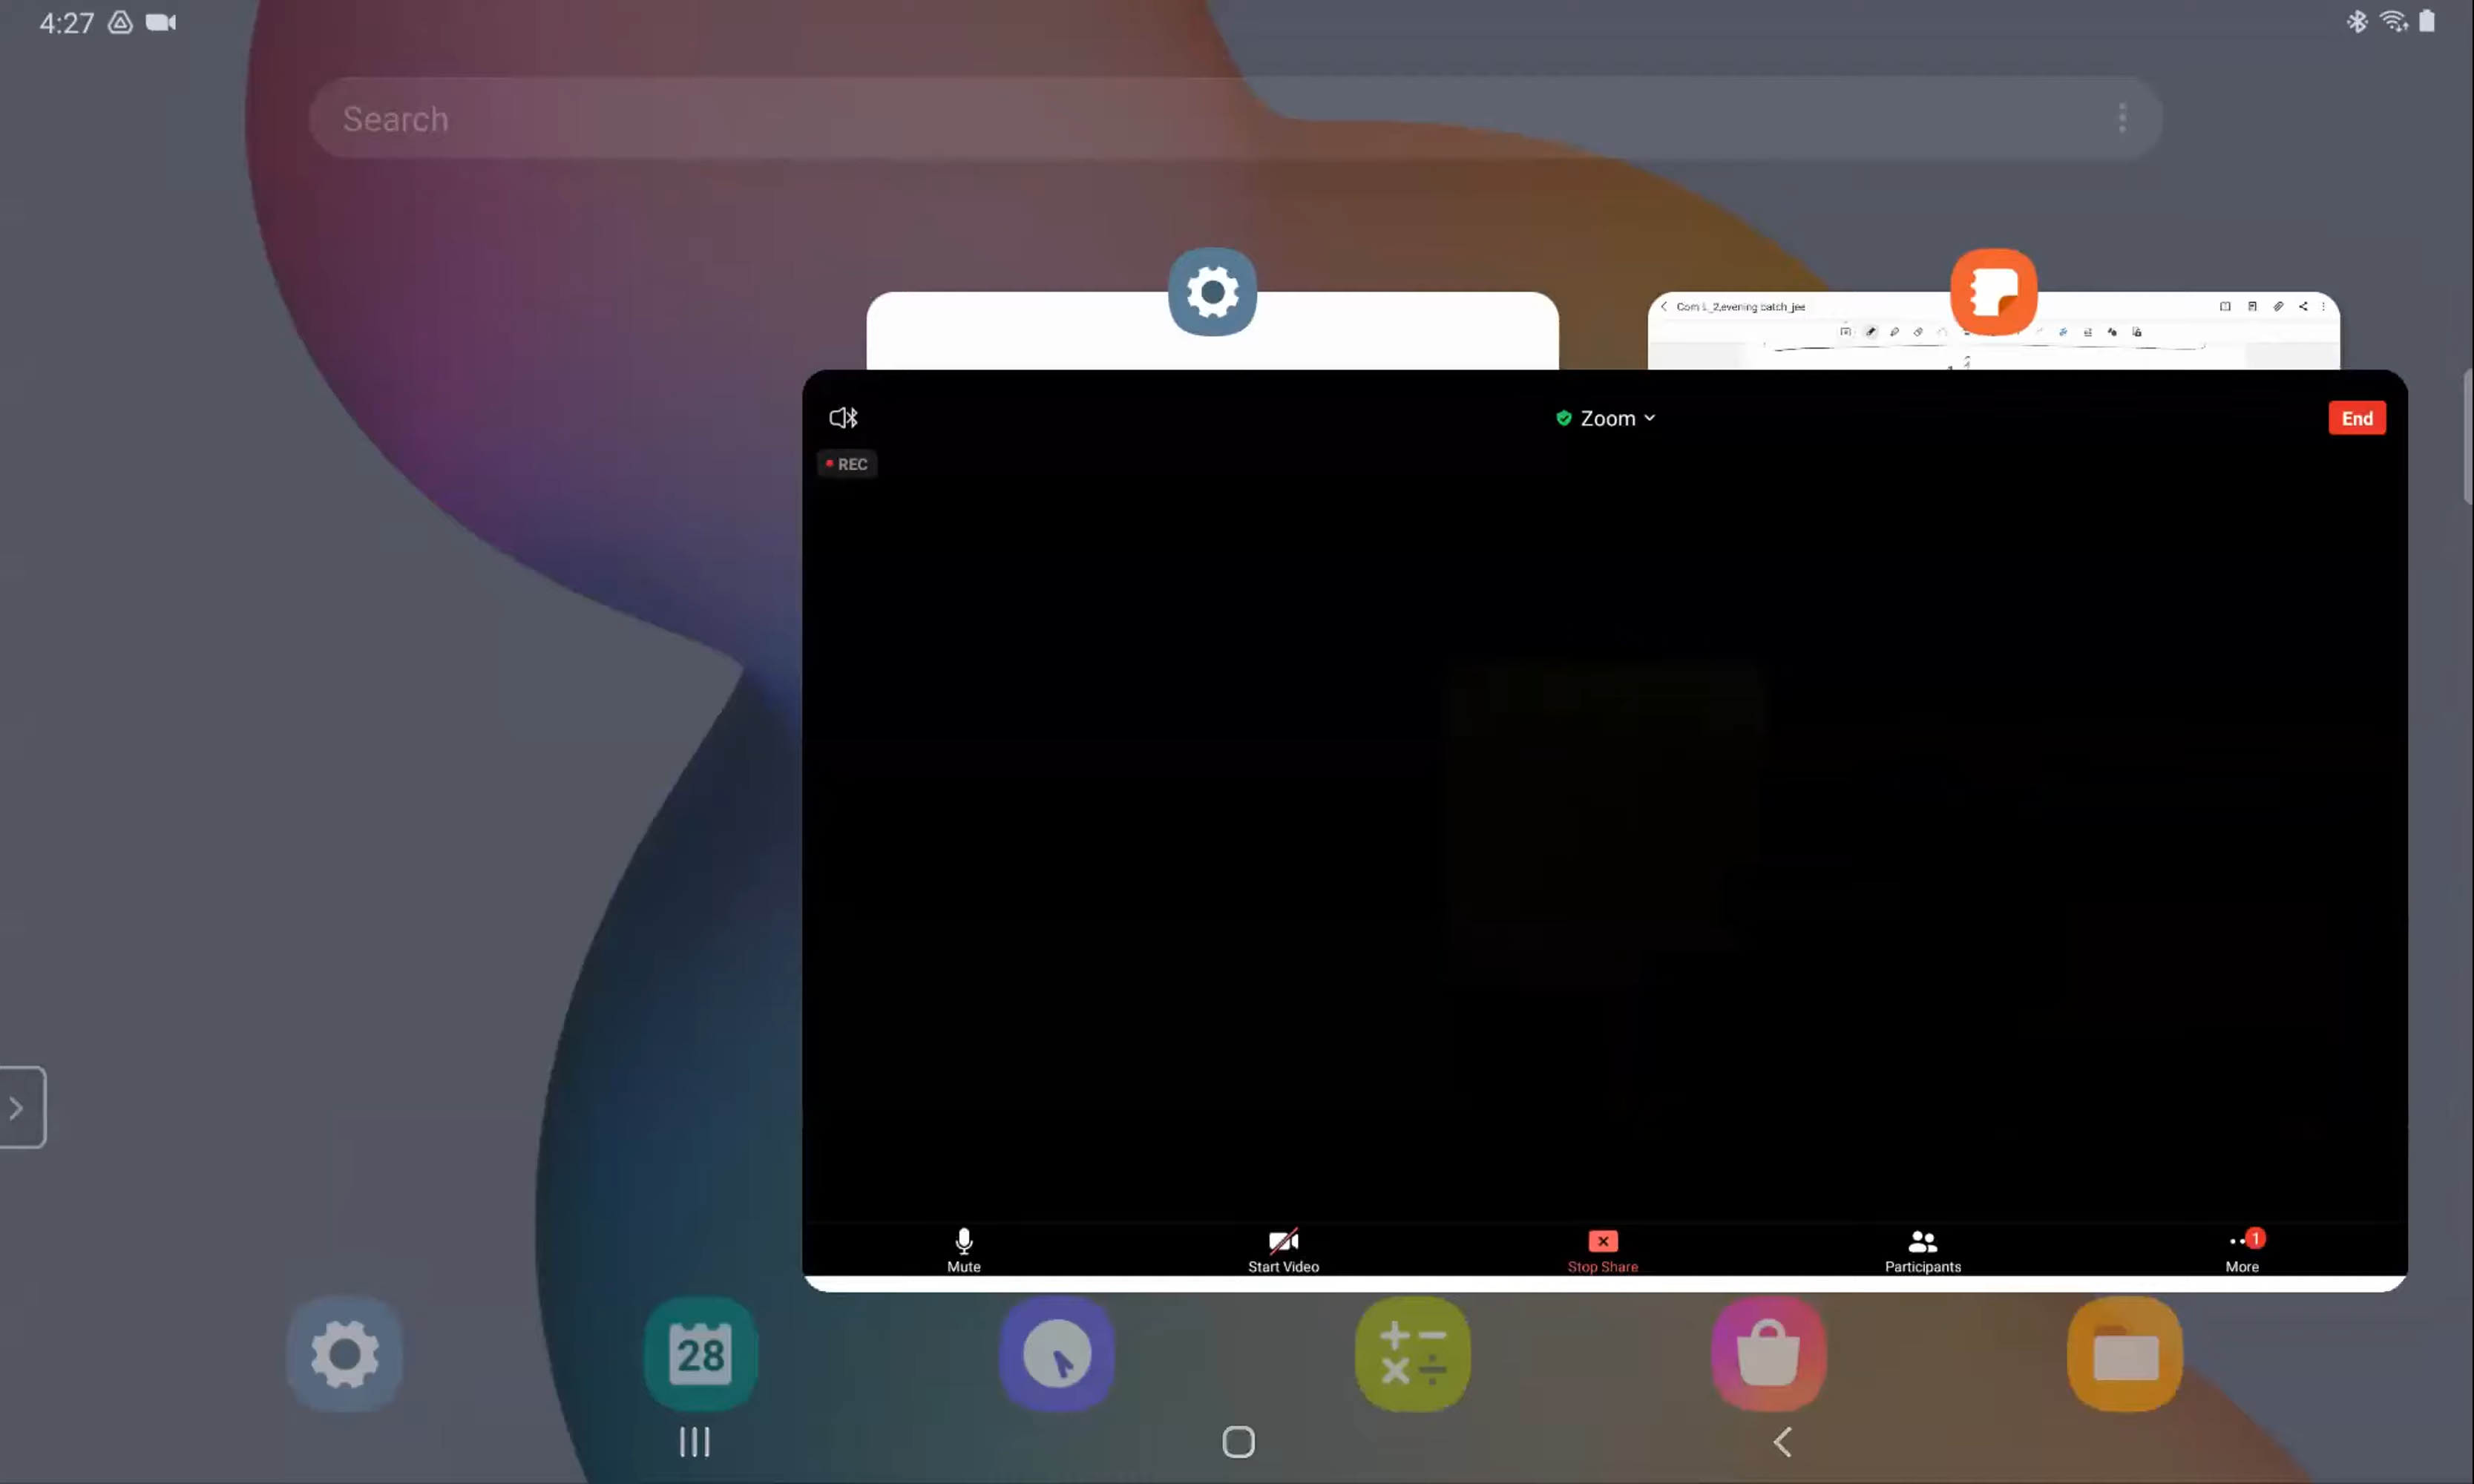 4:27
Search
Com L_2,evening batch_jee
Zoom
End
REC
Mute
Start Video
Stop Share
Participants
1
More
28